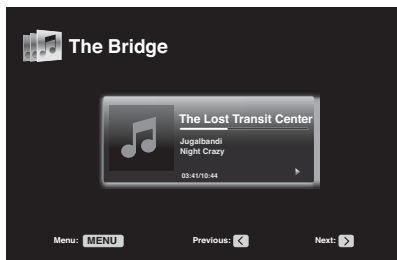 The Bridge
The Lost Transit Center
Jugalbandi
Night Crazy
03:41/10:44
Menu: MENU Previous: < Next: >